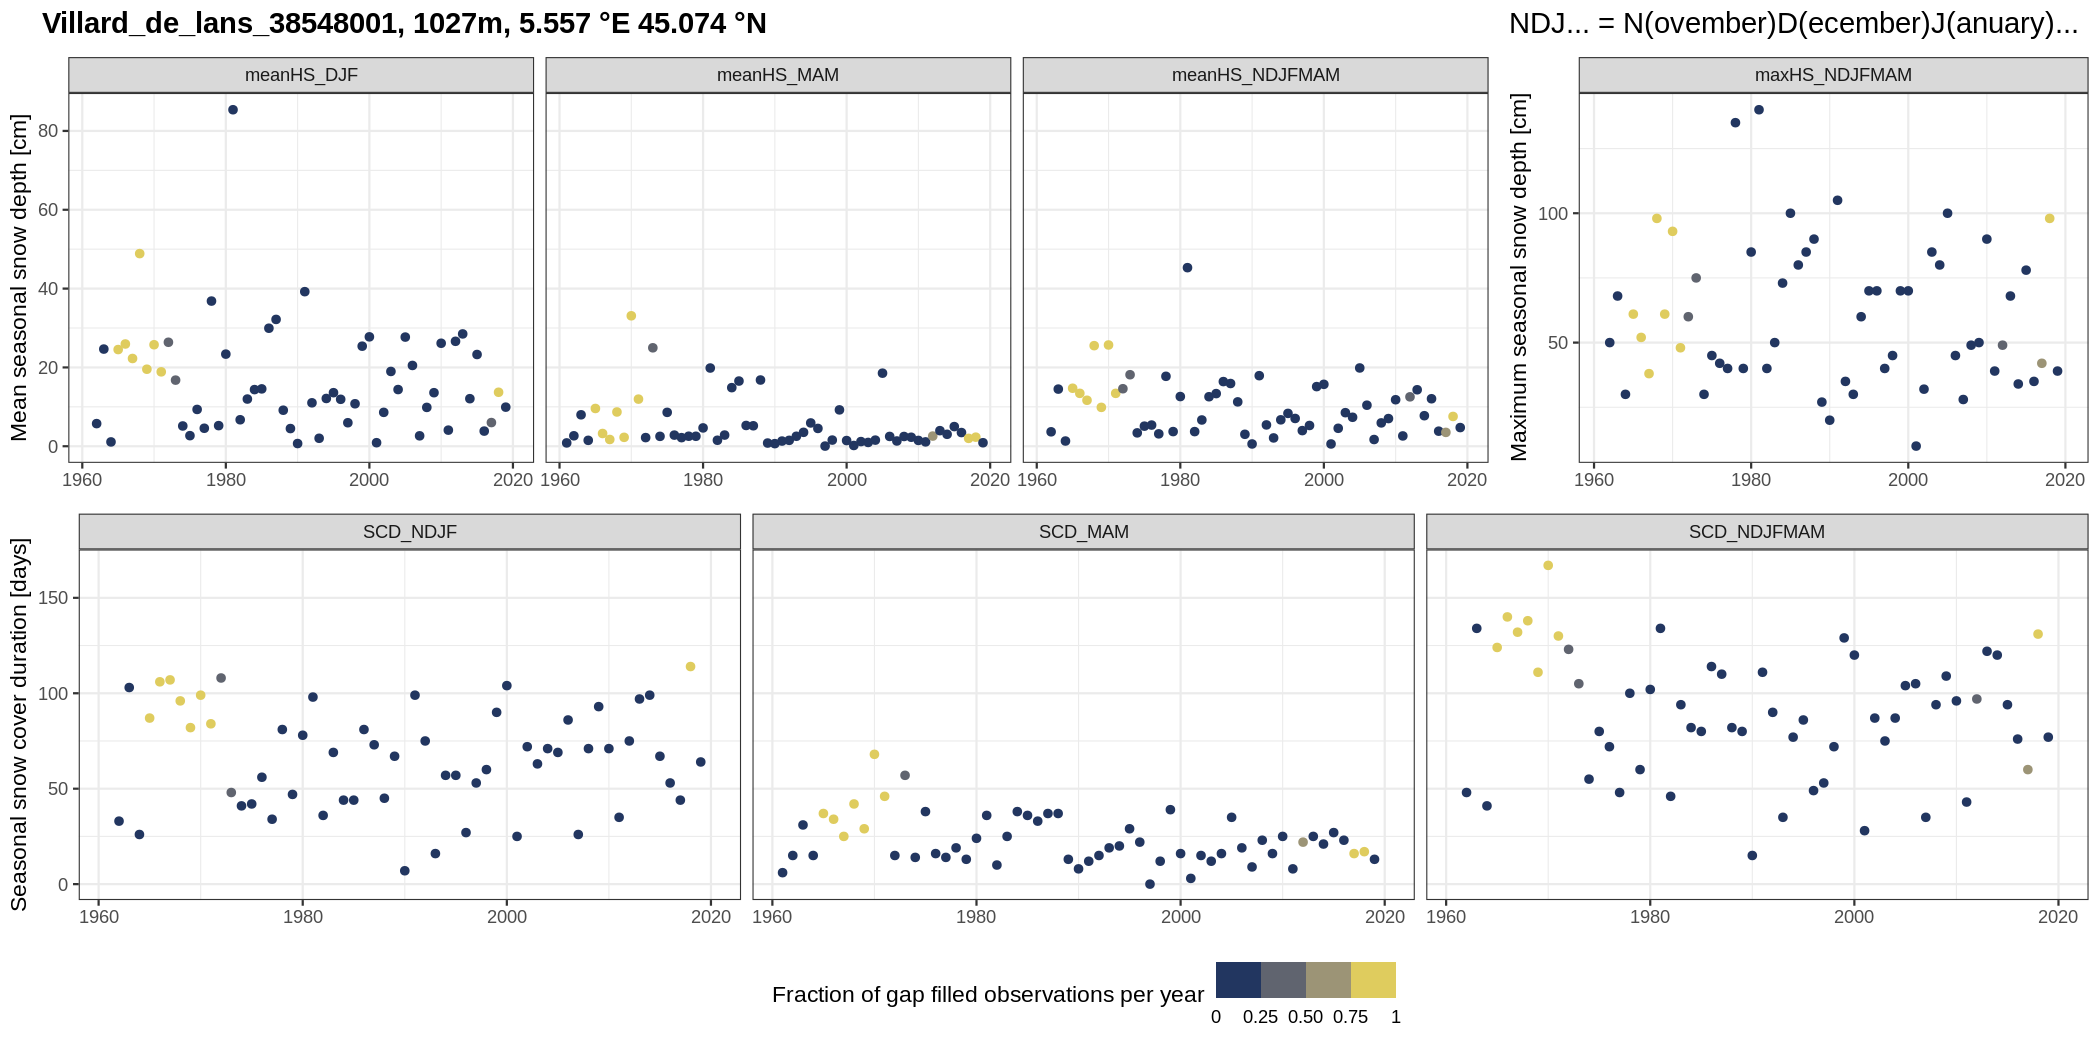 Villard_de_lans_38548001, 1027m, 5.557 °E 45.074 °N
NDJ... = N(ovember)D(ecember)J(anuary)...
meanHS_DJF
meanHS_MAM
meanHS_NDJFMAM
maxHS_NDJFMAM
Mean seasonal snow depth [cm]
80
60
40
20
0
1960 1980 2000 2020
1960 1980 2000 2020
1960 1980 2000 2020
Maximum seasonal snow depth [cm]
100
50
1960 1980 2000 2020
SCD_NDJF
SCD_MAM
SCD_NDJFMAM
Seasonal snow cover duration [days]
150
100
50
0
1960 1980 2000 2020
1960 1980 2000 2020
1960 1980 2000 2020
Fraction of gap filled observations per year
0 0.25 0.50 0.75 1